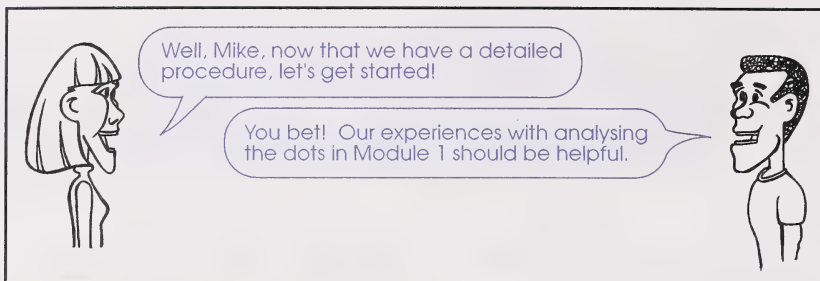 Well, Mike, now that we have a detailed
procedure, let's get started!
You bet! Our experiences with analysing
the dots in Module 1 should be helpful.